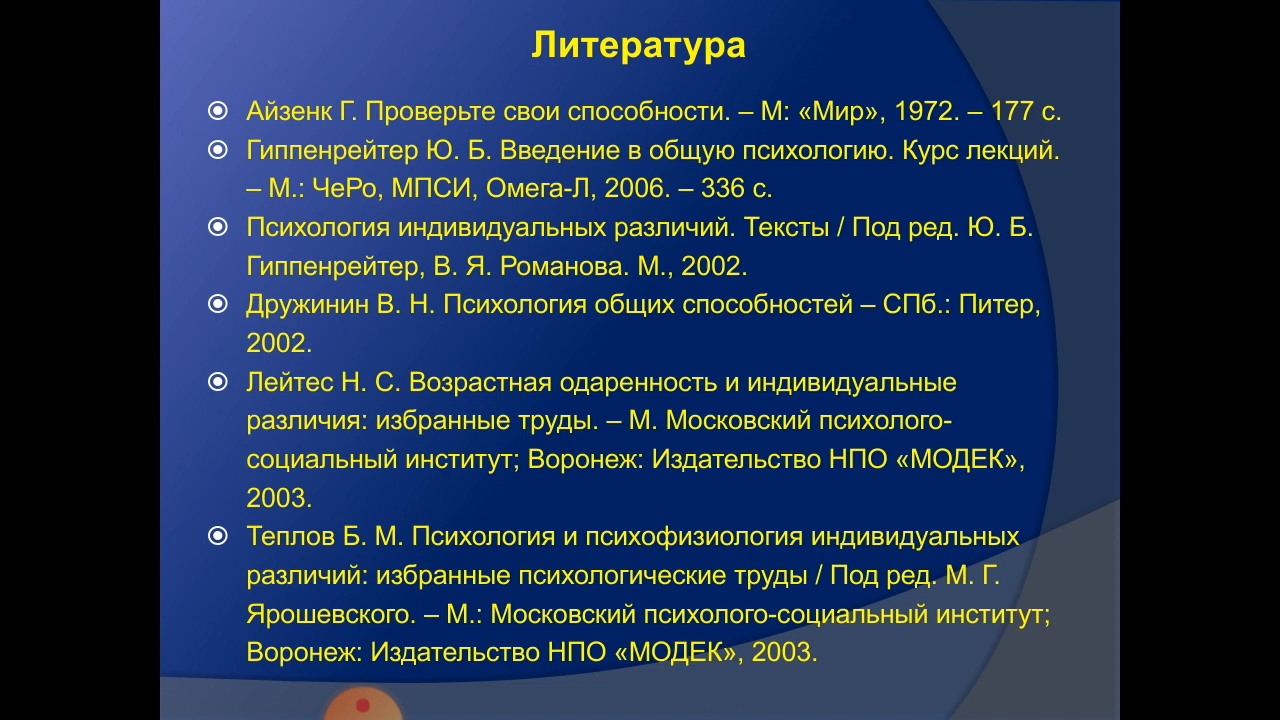 Литература
Айзенк Г. Проверьте свои способности. – М: «Мир», 1972. – 177 с.
Гиппенрейтер Ю. Б. Введение в общую психологию. Курс лекций.
– М.: ЧеРо, МПСИ, Омега-Л, 2006. – 336 с.
Психология индивидуальных различий. Тексты / Под ред. Ю. Б.
Гиппенрейтер, В. Я. Романова. М., 2002.
Дружинин В. Н. Психология общих способностей – СПб.: Питер,
2002.
Лейтес Н. С. Возрастная одаренность и индивидуальные
различия: избранные труды. – М. Московский психолого-
социальный институт; Воронеж: Издательство НПО «МОДЕК»,
2003.
Теплов Б. М. Психология и психофизиология индивидуальных
различий: избранные психологические труды / Под ред. М. Г.
Ярошевского. – М.: Московский психолого-социальный институт;
Воронеж: Издательство НПО «МОДЕК», 2003.